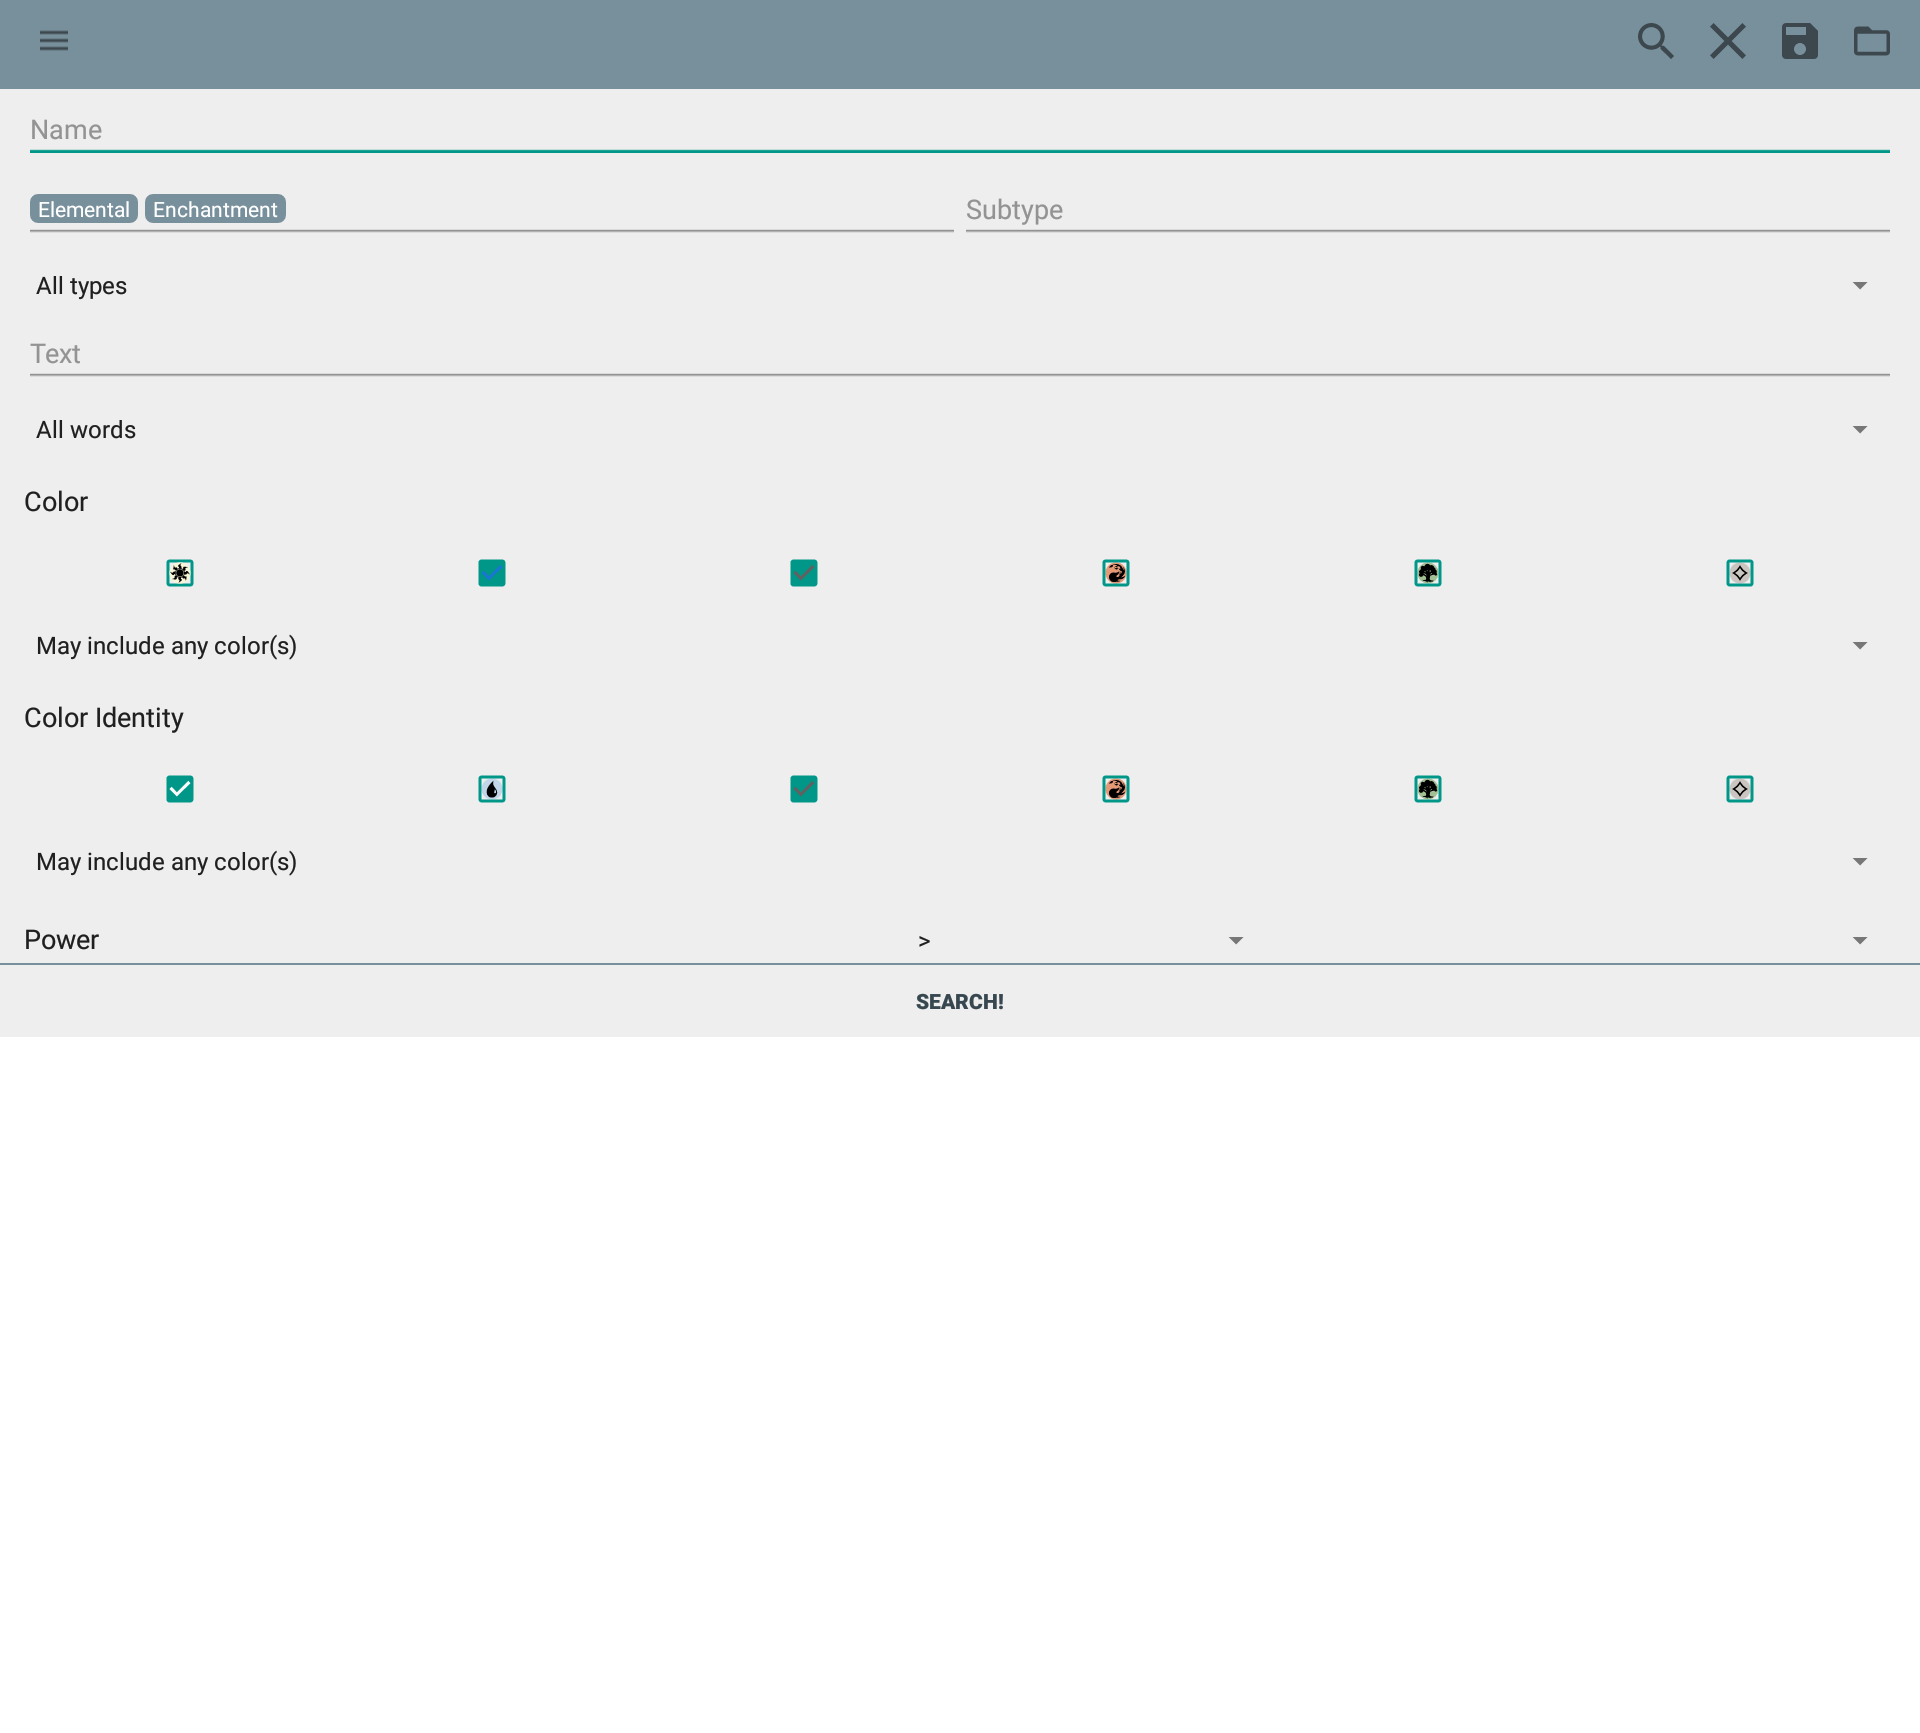 Name
Elemental Enchantment Subtype
All types
Text
All words
Color
May include any color(s)
Color Identity
May include any color(s)
Power >
SEARCH!